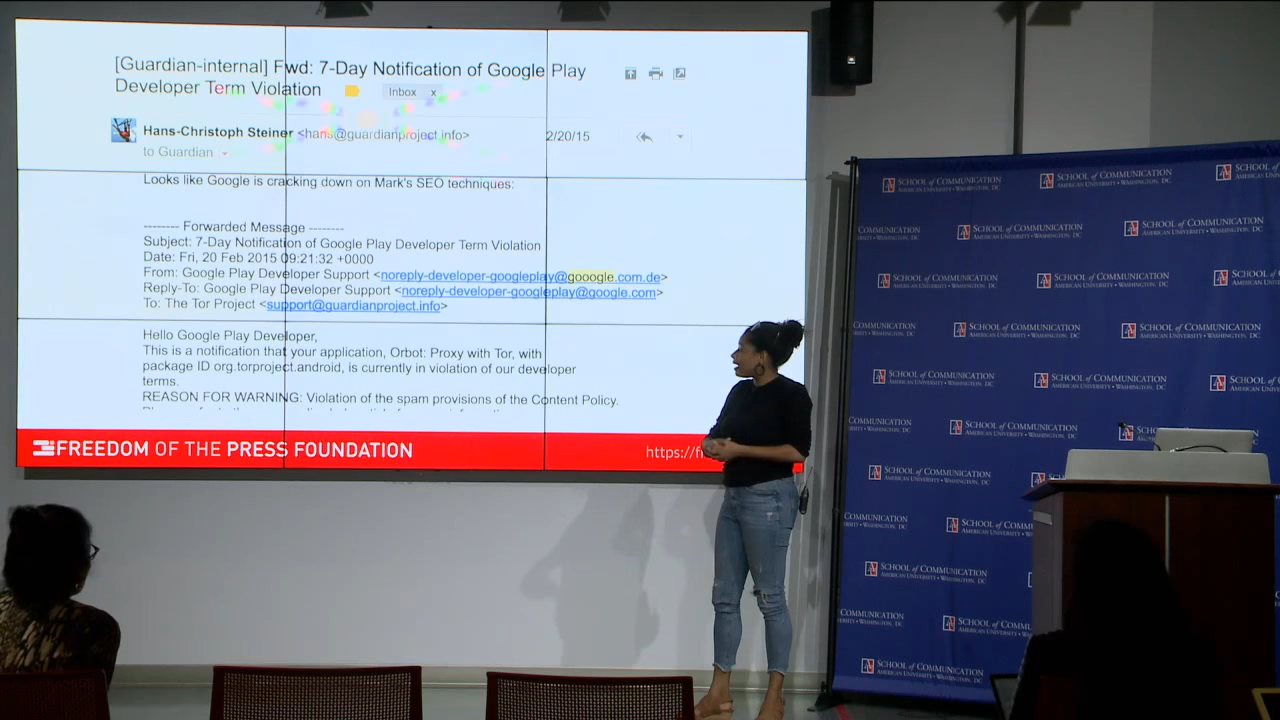 [Guardian-internal] Fwd: 7-Day Notification of Google Play
Developer Term Violation
Inbox x
Hans-Christoph Steiner <hans@guardianproject.info>
2/20/15
to Guardian
Looks like Google is cracking down on Mark's SEO techniques:
-------- Forwarded Message --------
Subject: 7-Day Notification of Google Play Developer Term Violation
Date: Fri, 20 Feb 2015 09:21:32 +0000
From: Google Play Developer Support <noreply-developer-googleplay@gooogle.com.de>
Reply-To: Google Play Developer Support <noreply-developer-googleplay@google.com>
To: The Tor Project <support@guardianproject.info>
Hello Google Play Developer,
This is a notification that your application, Orbot: Proxy with Tor, with
package ID org.torproject.android, is currently in violation of our developer
terms.
REASON FOR WARNING: Violation of the spam provisions of the Content Policy.
FREEDOM OF THE PRESS FOUNDATION
https://f
SCHOOL of COMMUNICATION
AMERICAN UNIVERSITY • WASHINGTON, DC